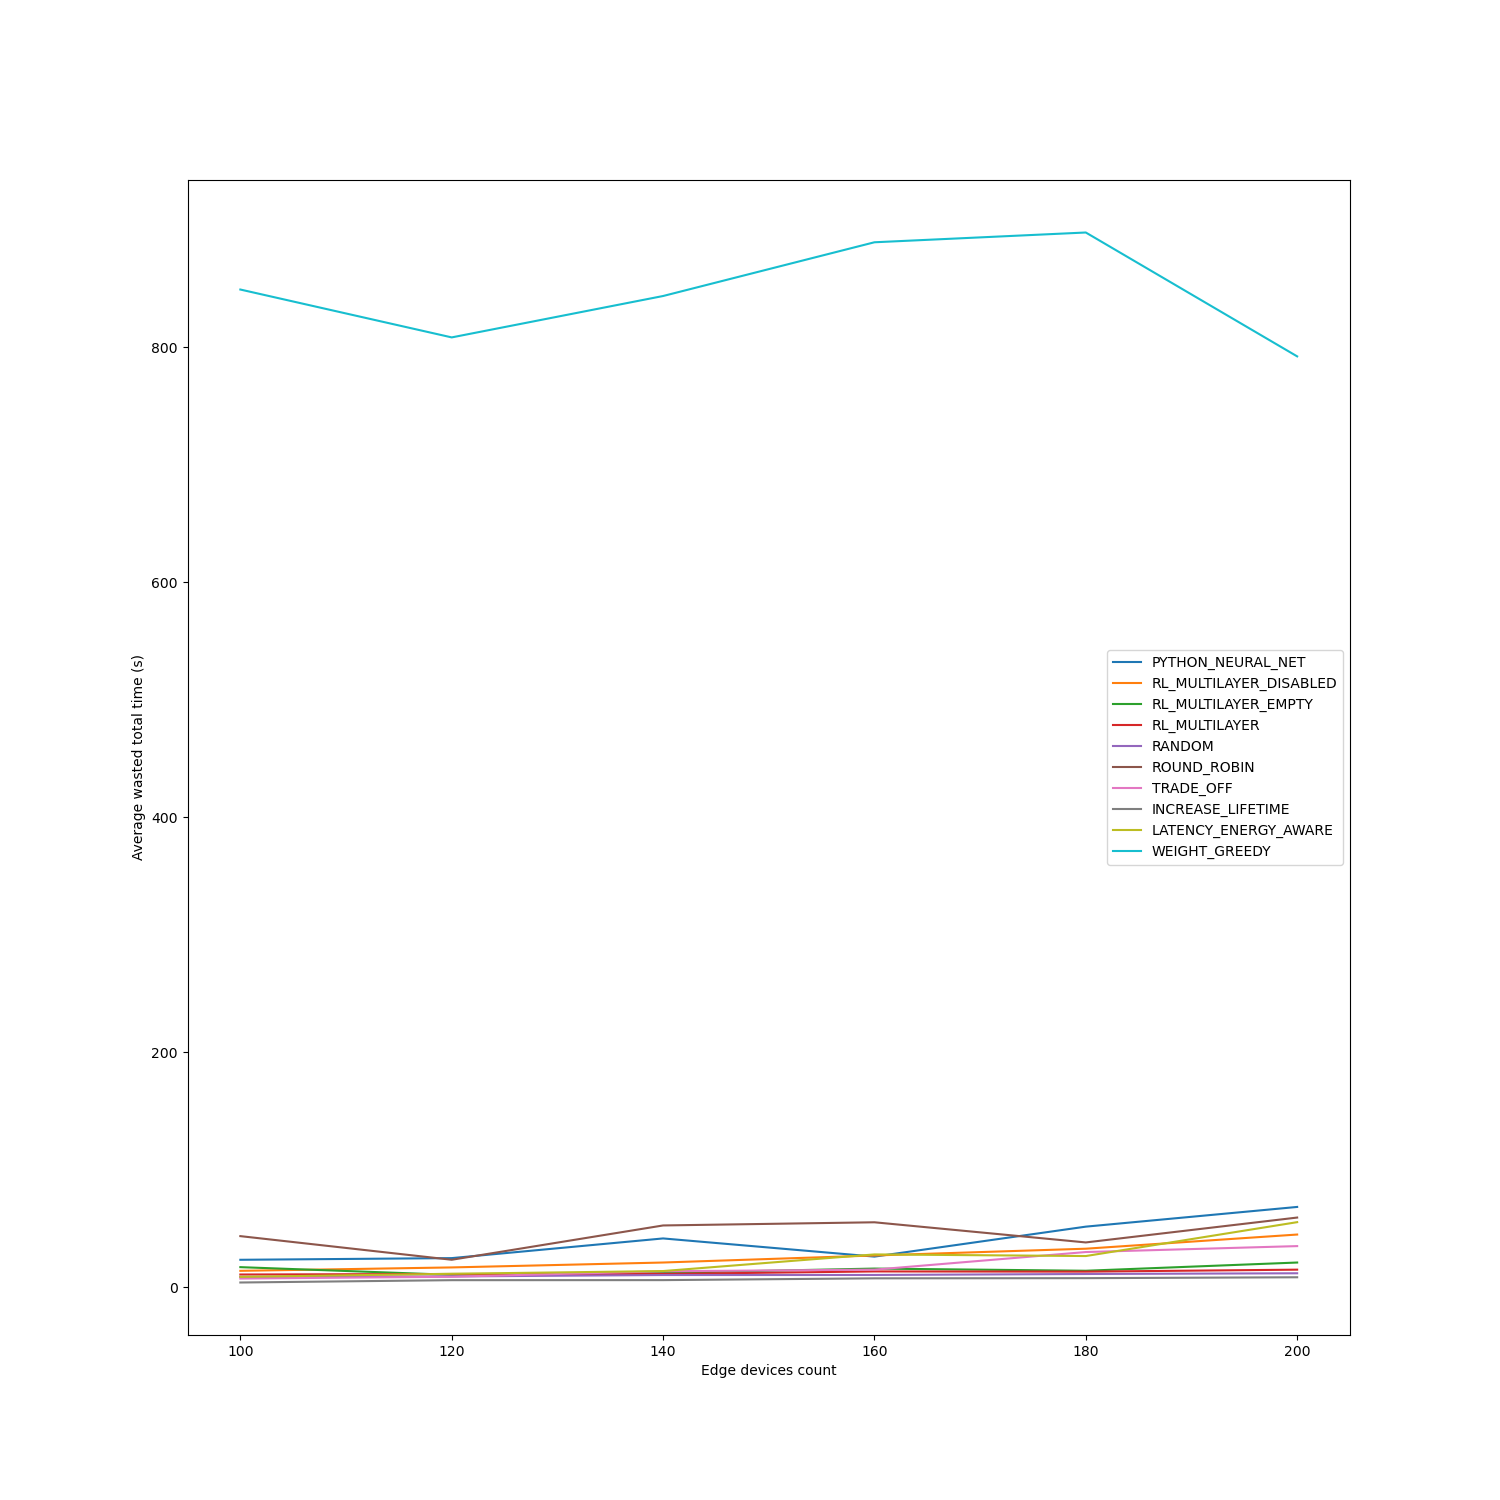 800
600
400
200
0
Average wasted total time (s)
PYTHON_NEURAL_NET
RL_MULTILAYER_DISABLED
RL_MULTILAYER_EMPTY
RL_MULTILAYER
RANDOM
ROUND_ROBIN
TRADE_OFF
INCREASE_LIFETIME
LATENCY_ENERGY_AWARE
WEIGHT_GREEDY
100 120 140 160 180 200
Edge devices count